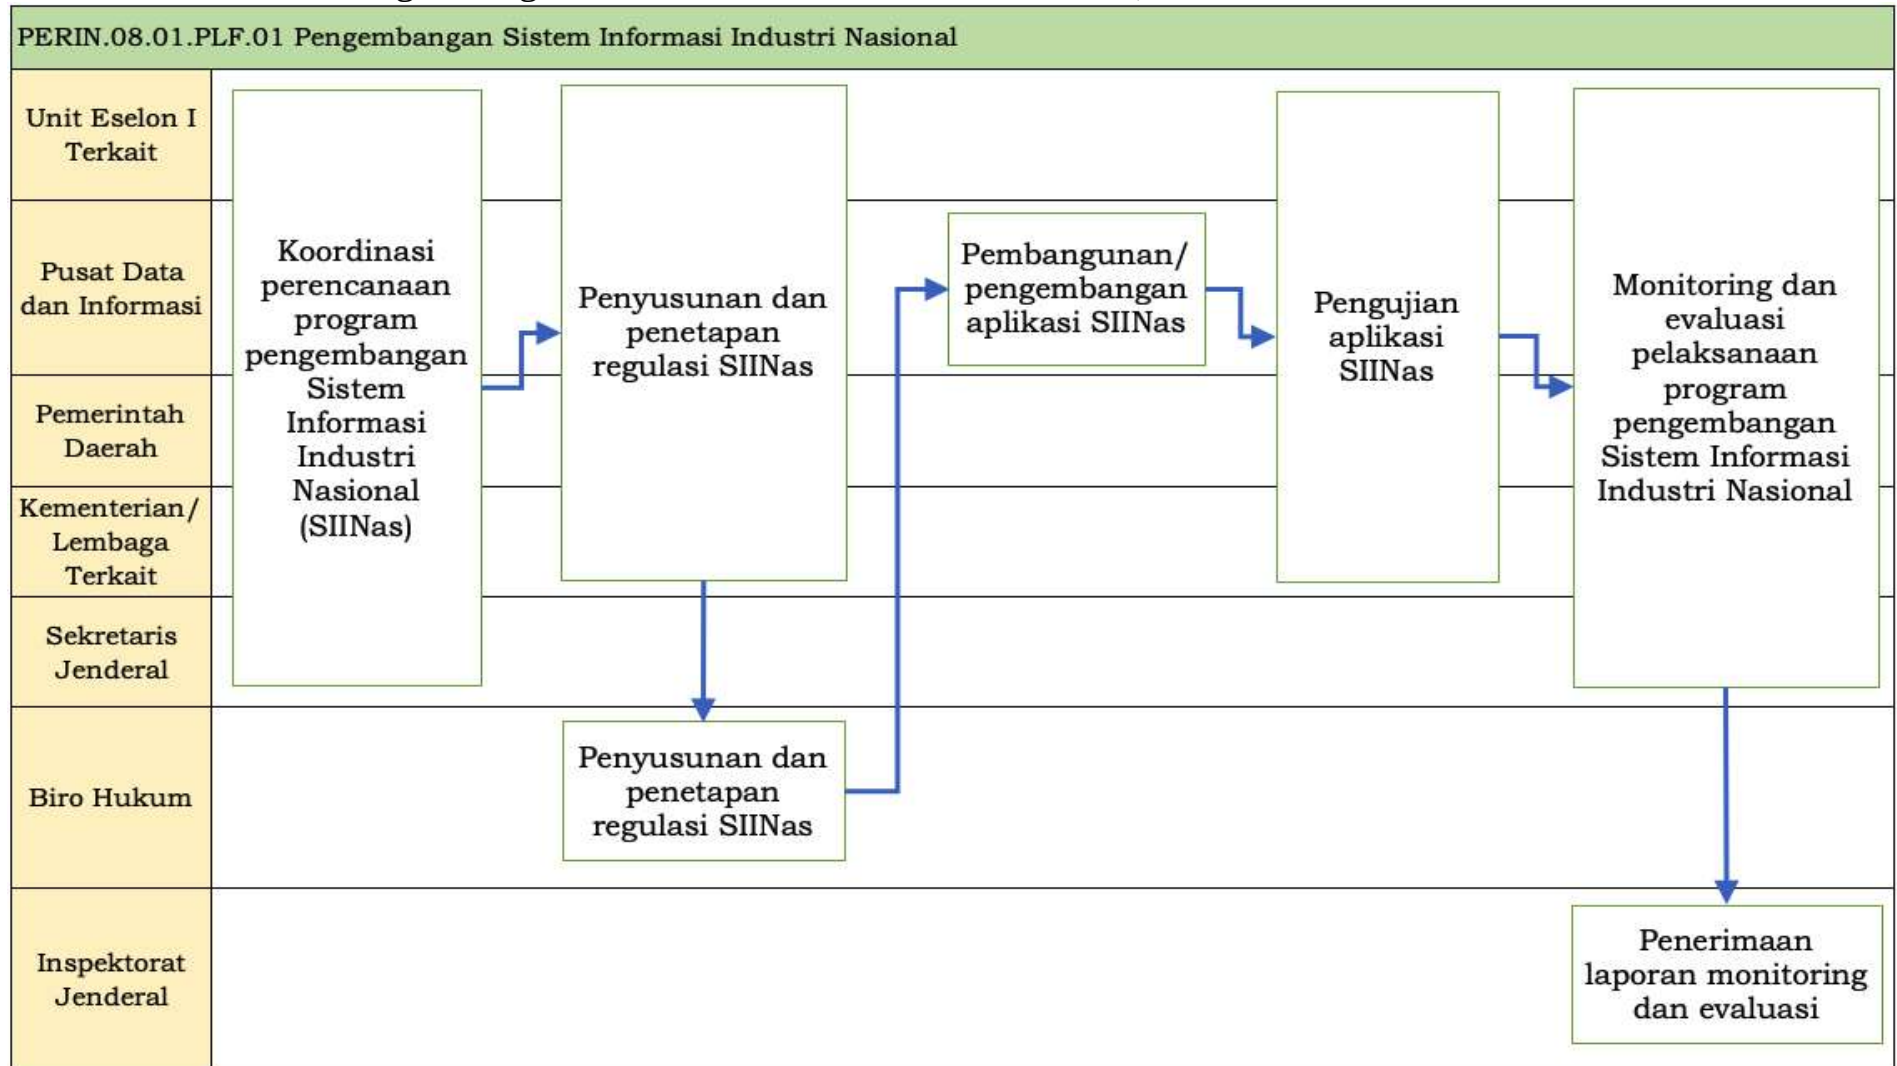 PERIN.08.01.PLF.01 Pengembangan Sistem Informasi Industri Nasional
Unit Eselon I
Terkait
Pusat Data
dan Informasi
Pemerintah
Daerah
Kementerian/
Lembaga
Terkait
Sekretaris
Jenderal
Biro Hukum
Inspektorat
Jenderal
Koordinasi
perencanaan
program
pengembangan
Sistem
Informasi
Industri
Nasional
(SIINas)
Penyusunan dan
penetapan
regulasi SIINas
Penyusunan dan
penetapan
regulasi SIINas
Pembangunan/
pengembangan
aplikasi SIINas
Pengujian
aplikasi
SIINas
Monitoring dan
evaluasi
pelaksanaan
program
pengembangan
Sistem Informasi
Industri Nasional
Penerimaan
laporan monitoring
dan evaluasi